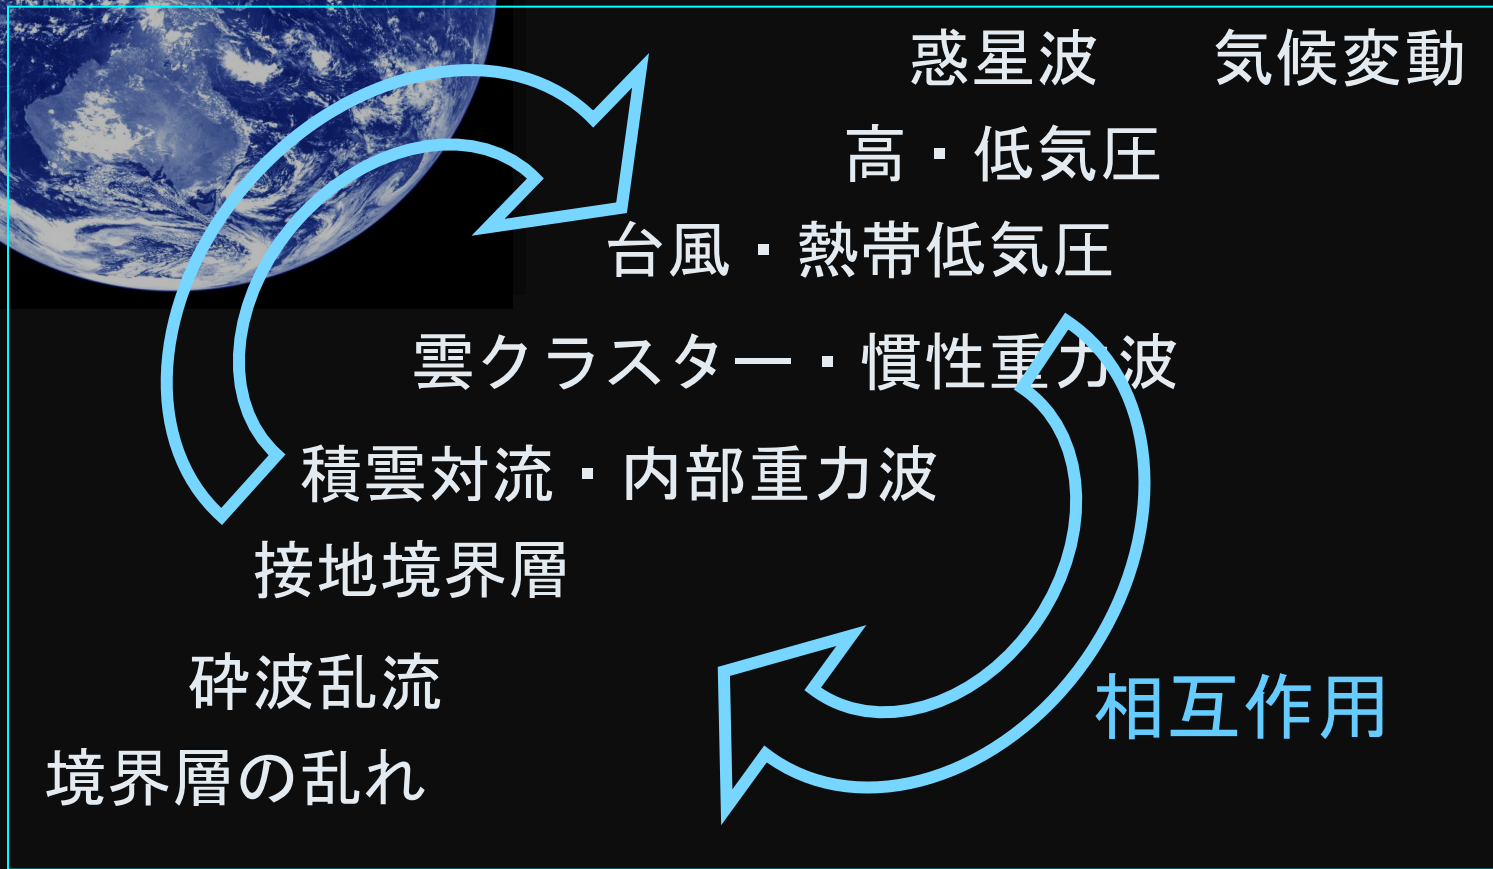 惑星波　気候変動
高・低気圧
台風・熱帯低気圧
雲クラスター・慣性重力波
積雲対流・内部重力波
接地境界層
砕波乱流
相互作用
境界層の乱れ